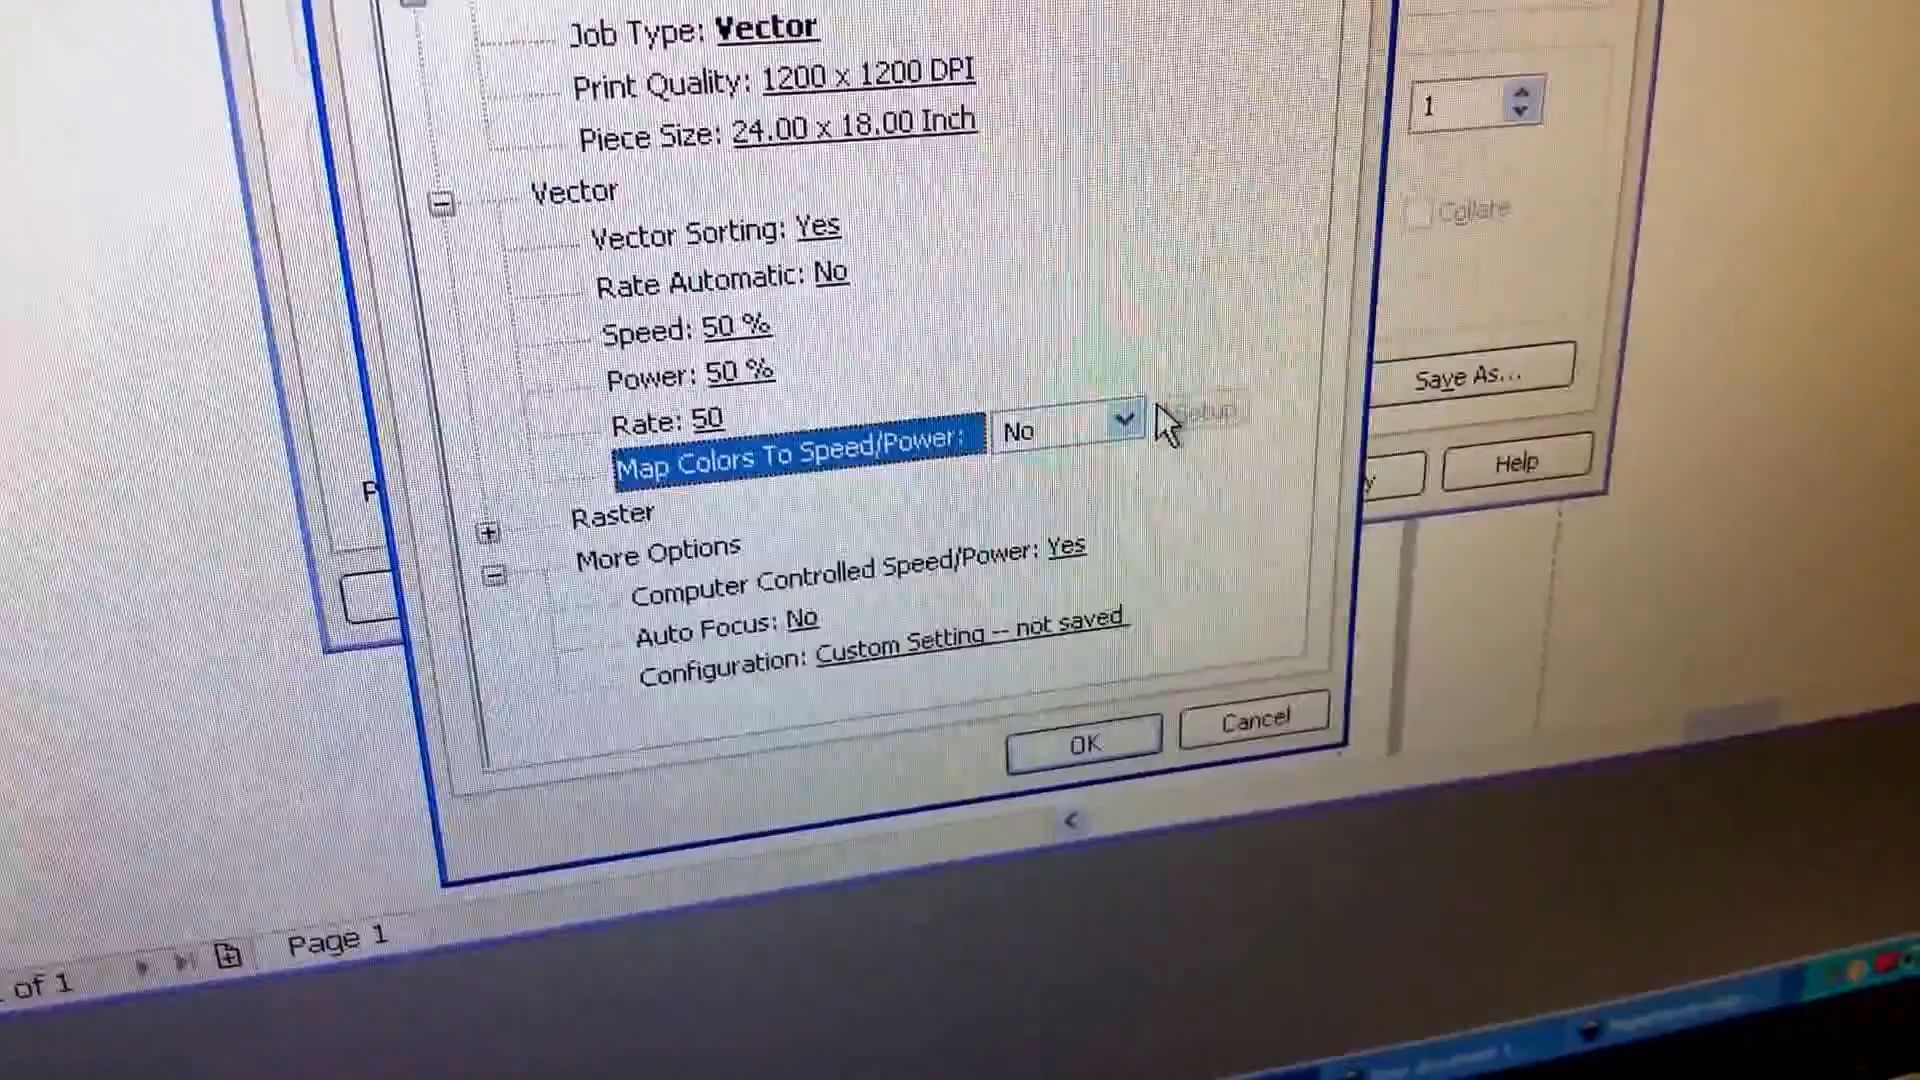 Job Type: Vector
Print Quality: 1200 x 1200 DPI
Piece Size: 24.00 x 18.00 Inch
1
Vector
Collate
Vector Sorting: Yes
Rate Automatic: No
Speed: 50 %
Power: 50 %
Save As...
Rate: 50
Map Colors To Speed/Power: No
Setup
Help
Raster
More Options
Computer Controlled Speed/Power: Yes
Auto Focus: No
Configuration: Custom Setting -- not saved
OK
Cancel
of 1
Page 1